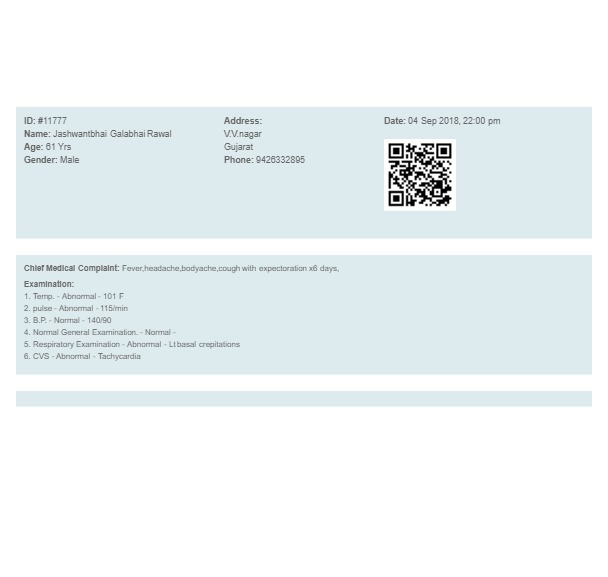 ID: #11777
Name: Jashwantbhai Galabhai Rawal
Age: 61 Yrs
Gender: Male
Address:
V.V.nagar
Gujarat
Phone: 9426332895
Date: 04 Sep 2018, 22:00 pm
Chief Medical Complaint: Fever,headache,bodyache,cough with expectoration x6 days,
Examination:
1. Temp. - Abnormal - 101 F
2. pulse - Abnormal - 115/min
3. B.P. - Normal - 140/90
4. Normal General Examination. - Normal -
5. Respiratory Examination - Abnormal - Lt basal crepitations
6. CVS - Abnormal - Tachycardia